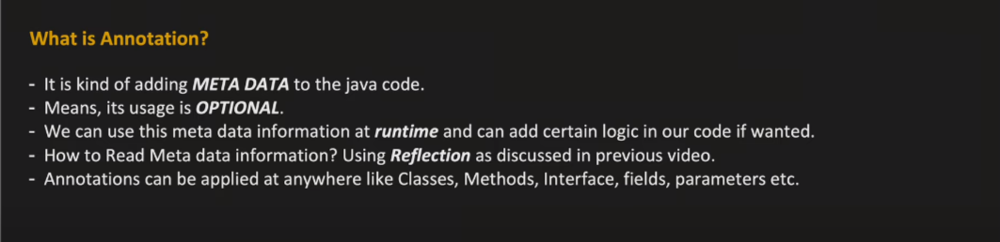 What is Annotation?
- It is kind of adding META DATA to the java code.
- Means, its usage is OPTIONAL.
- We can use this meta data information at runtime and can add certain logic in our code if wanted.
- How to Read Meta data information? Using Reflection as discussed in previous video.
- Annotations can be applied at anywhere like Classes, Methods, Interface, fields, parameters etc.